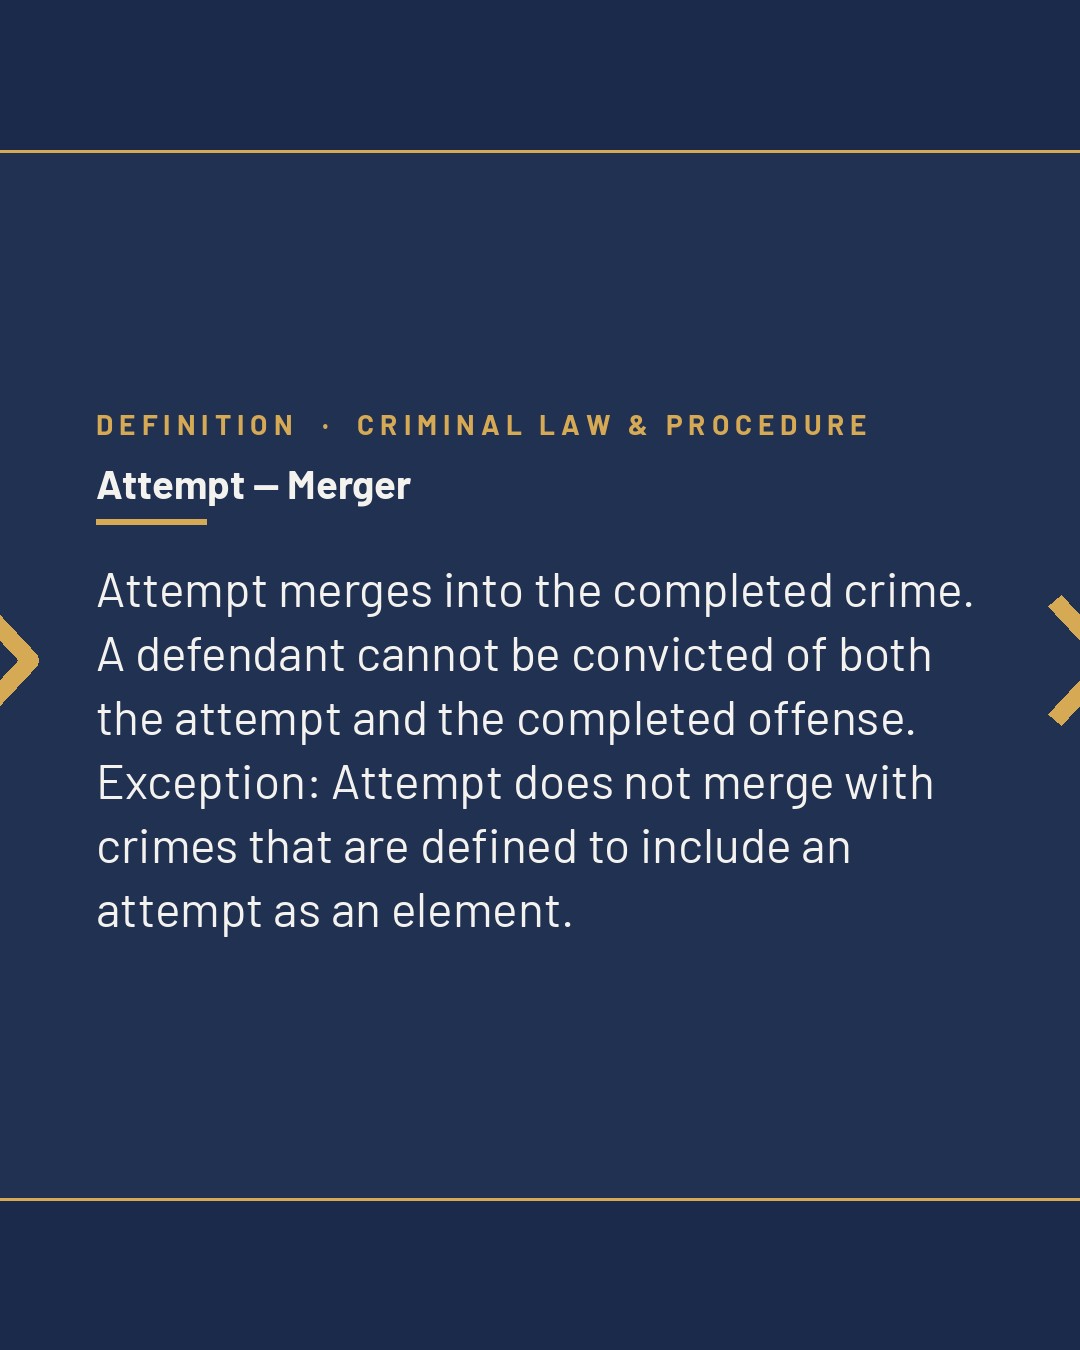 DEFINITION · CRIMINAL LAW & PROCEDURE
Attempt — Merger
Attempt merges into the completed crime.
A defendant cannot be convicted of both
the attempt and the completed offense.
Exception: Attempt does not merge with
crimes that are defined to include an
attempt as an element.